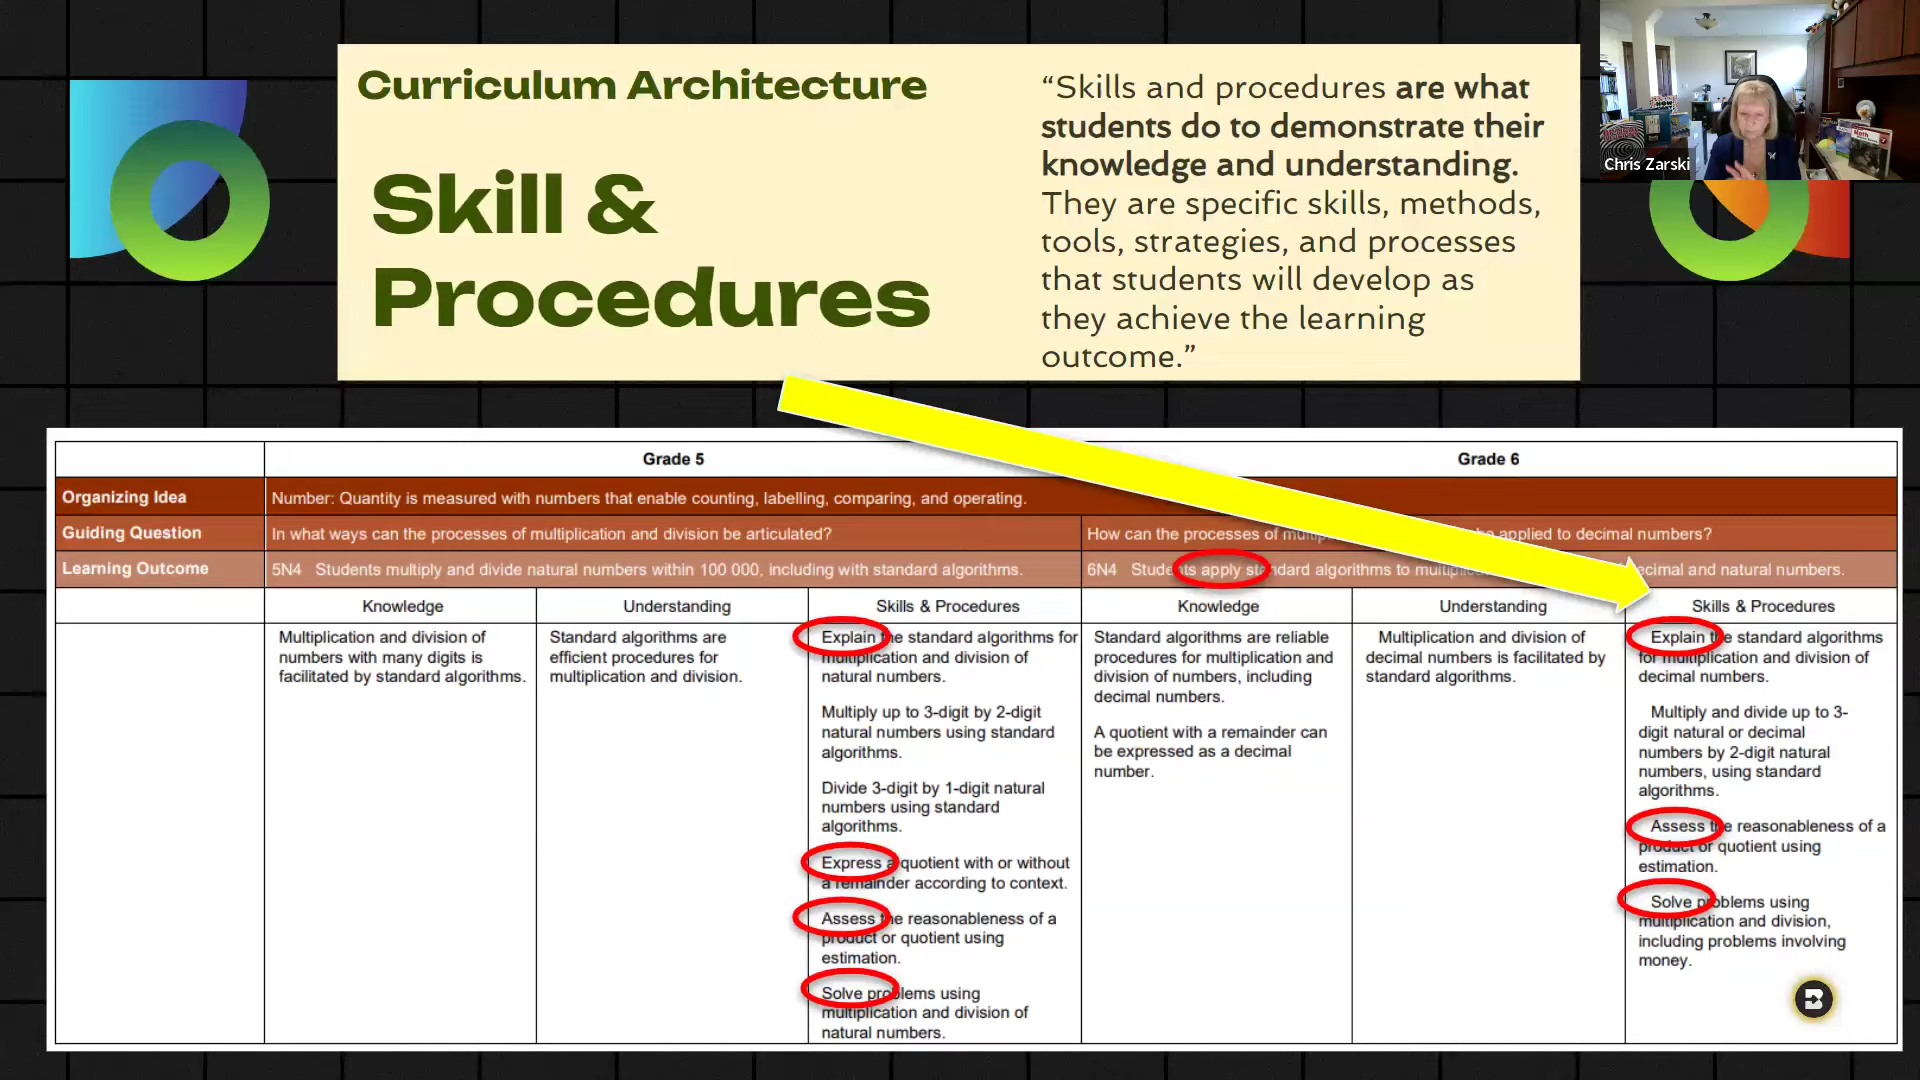 Curriculum Architecture
Skill &
Procedures
“Skills and procedures are what
students do to demonstrate their
knowledge and understanding.
They are specific skills, methods,
tools, strategies, and processes
that students will develop as
they achieve the learning
outcome.”
Chris Zarski
Grade 5
Grade 6
Organizing Idea
Number: Quantity is measured with numbers that enable counting, labelling, comparing, and operating.
Guiding Question
In what ways can the processes of multiplication and division be articulated?
How can the processes of be applied to decimal numbers?
Learning Outcome
5N4 Students multiply and divide natural numbers within 100 000, including with standard algorithms.
6N4 Students apply standard algorithms to decimal and natural numbers.
Knowledge
Understanding
Skills & Procedures
Knowledge
Understanding
Skills & Procedures
Multiplication and division of
numbers with many digits is
facilitated by standard algorithms.
Standard algorithms are
efficient procedures for
multiplication and division.
Explain the standard algorithms for
multiplication and division of
natural numbers.
Multiply up to 3-digit by 2-digit
natural numbers using standard
algorithms.
Divide 3-digit by 1-digit natural
numbers using standard
algorithms.
Express a quotient with or without
a remainder according to context.
Assess the reasonableness of a
product or quotient using
estimation.
Solve problems using
multiplication and division of
natural numbers.
Standard algorithms are reliable
procedures for multiplication and
division of numbers, including
decimal numbers.
A quotient with a remainder can
be expressed as a decimal
number.
Multiplication and division of
decimal numbers is facilitated by
standard algorithms.
Explain the standard algorithms
for multiplication and division of
decimal numbers.
Multiply and divide up to 3-
digit natural or decimal
numbers by 2-digit natural
numbers, using standard
algorithms.
Assess the reasonableness of a
product or quotient using
estimation.
Solve problems using
multiplication and division,
including problems involving
money.